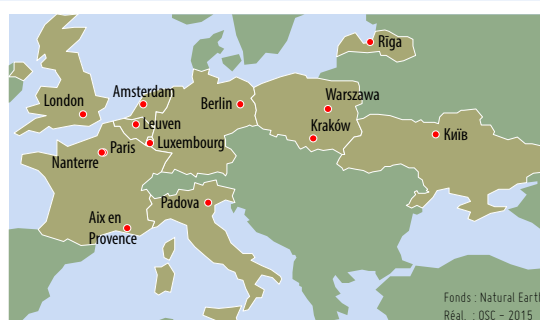 Rīga
Amsterdam
London
Berlin
Warszawa
Leuven
Kraków
Київ
Paris
Luxembourg
Nanterre
Padova
Aix en
Provence
Fonds : Natural Earth
Réal. : OSC - 2015